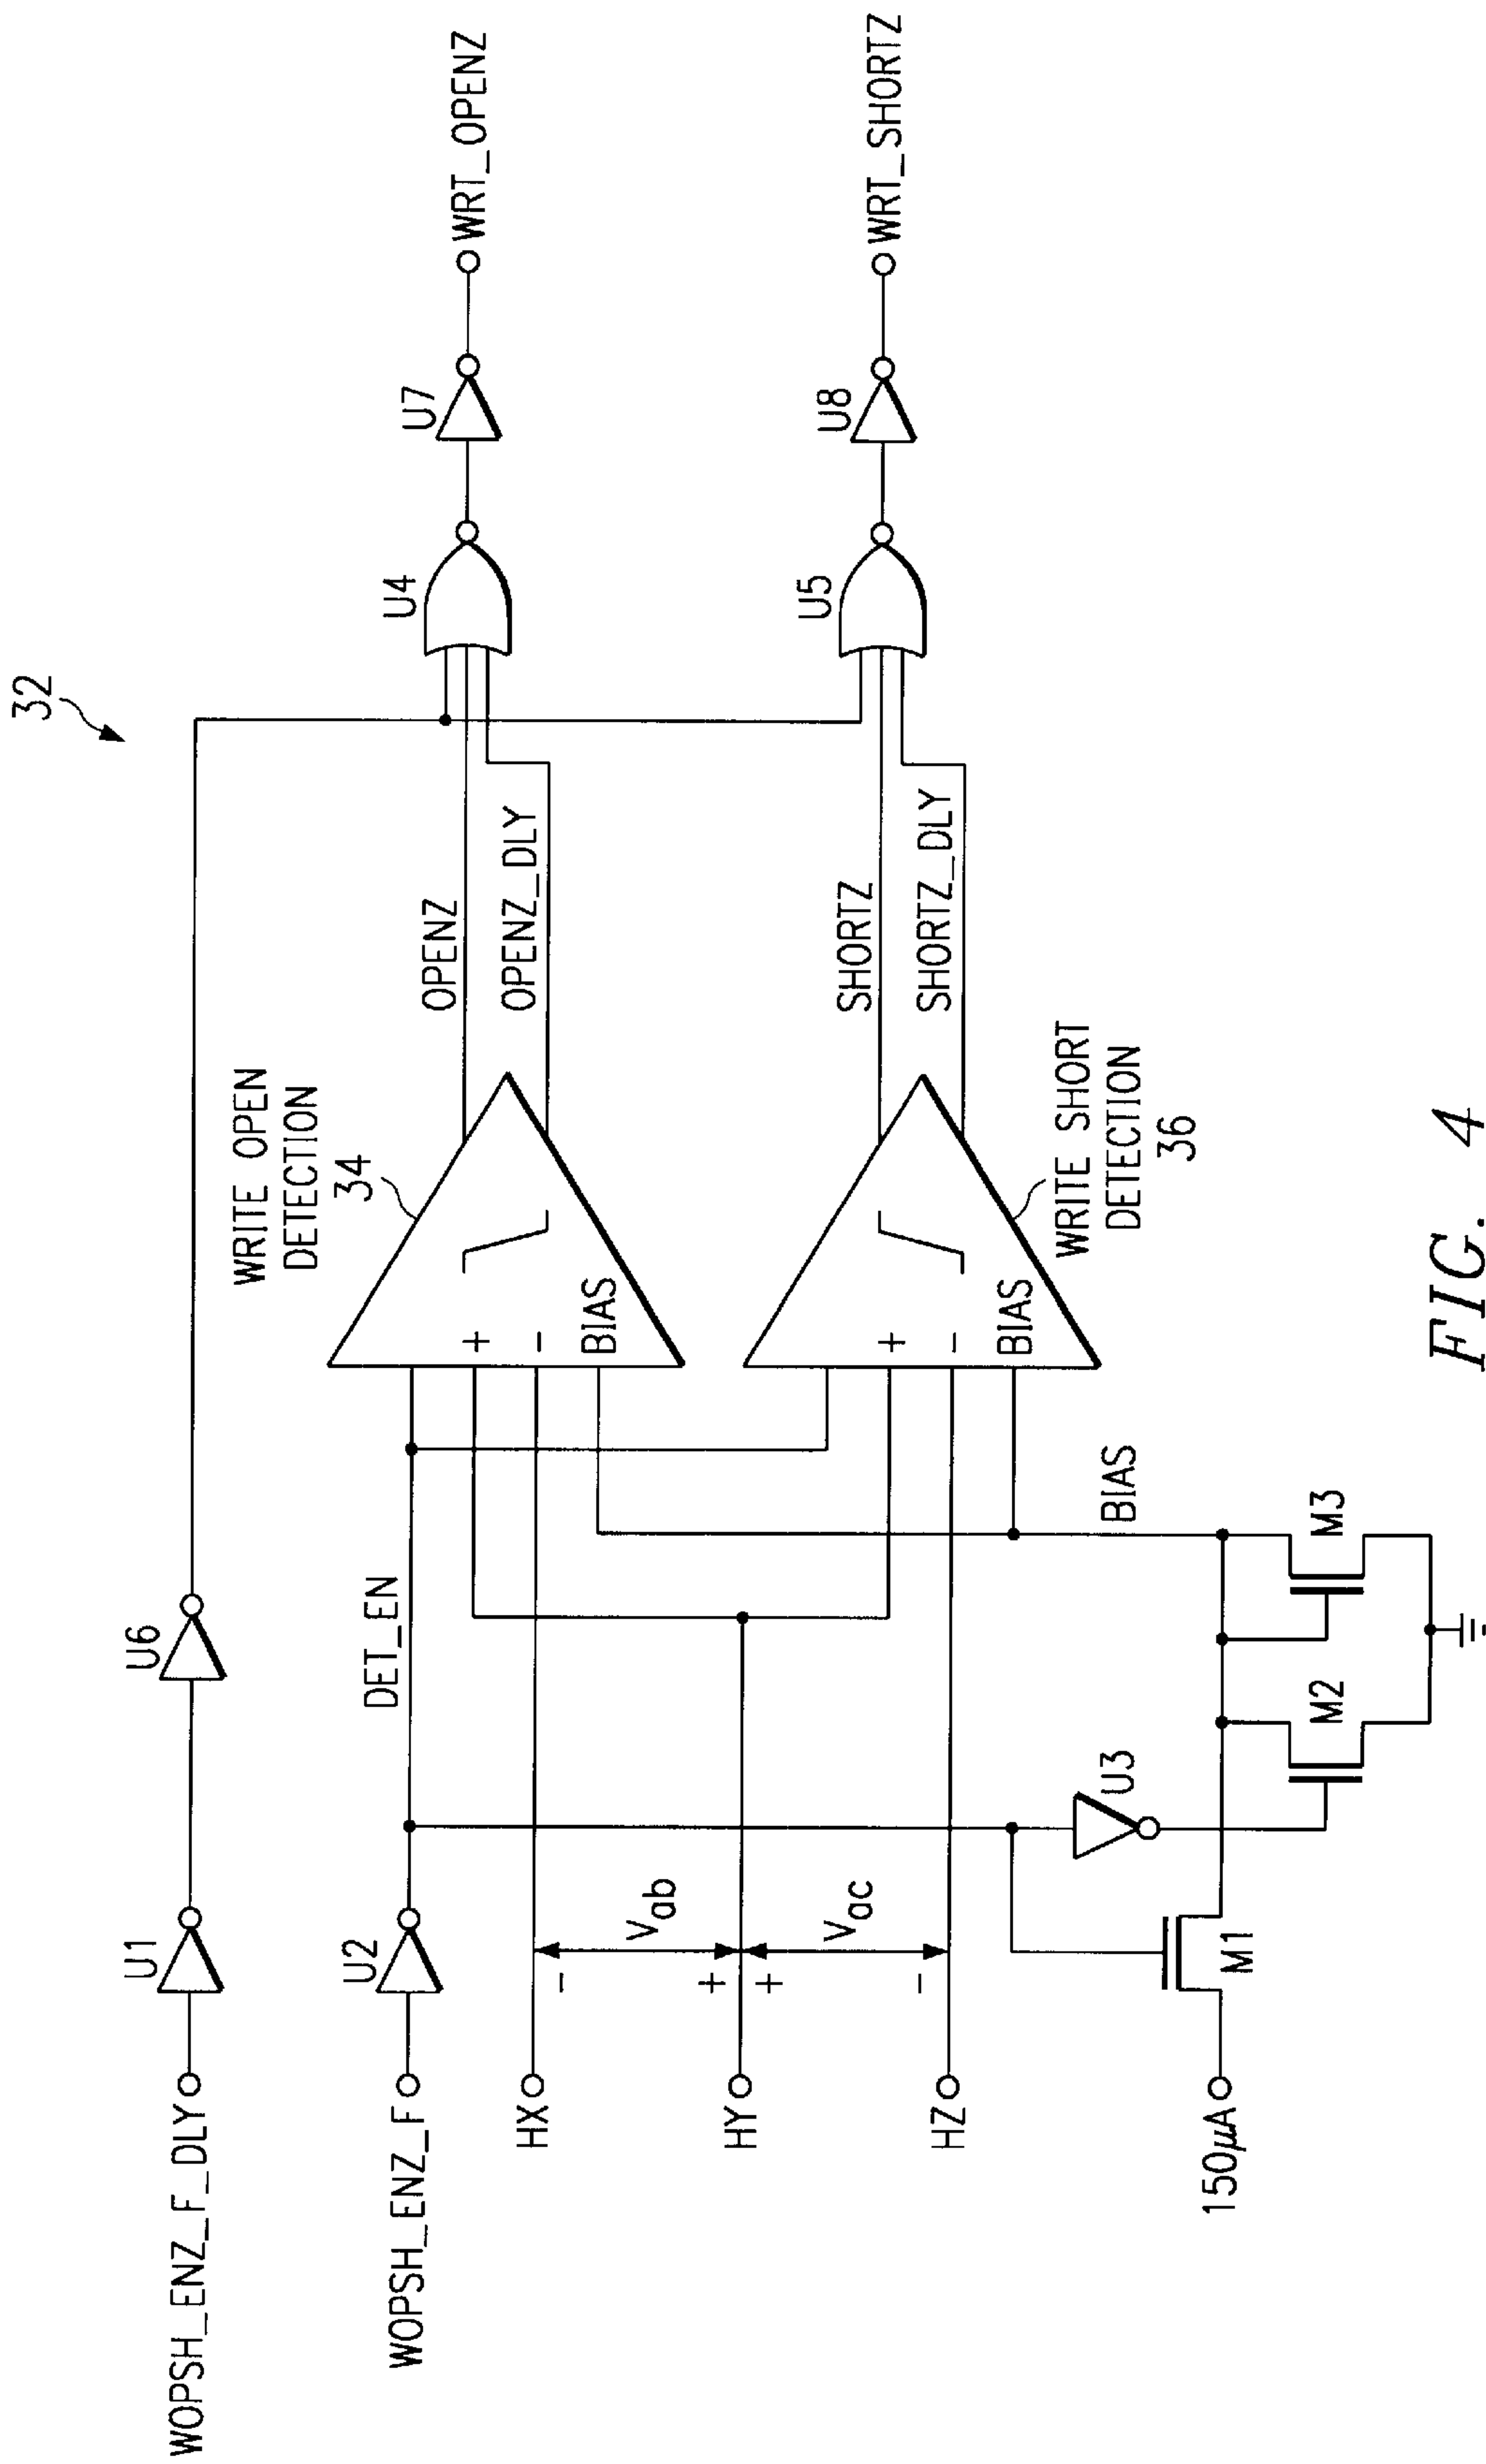 32
WOPSH_ENZ_F_DLY
U1
U6
WOPSH_ENZ_F
U2
DET_EN
WRITE OPEN
DETECTION
34
+
-
BIAS
OPENZ
OPENZ_DLY
U4
U7
WRT_OPENZ
HX
-
Vab
+
HY
+
Vac
-
HZ
WRITE SHORT
DETECTION
36
+
-
BIAS
SHORTZ
SHORTZ_DLY
U5
U8
WRT_SHORTZ
BIAS
U3
150µA
M1
M2
M3
FIG. 4